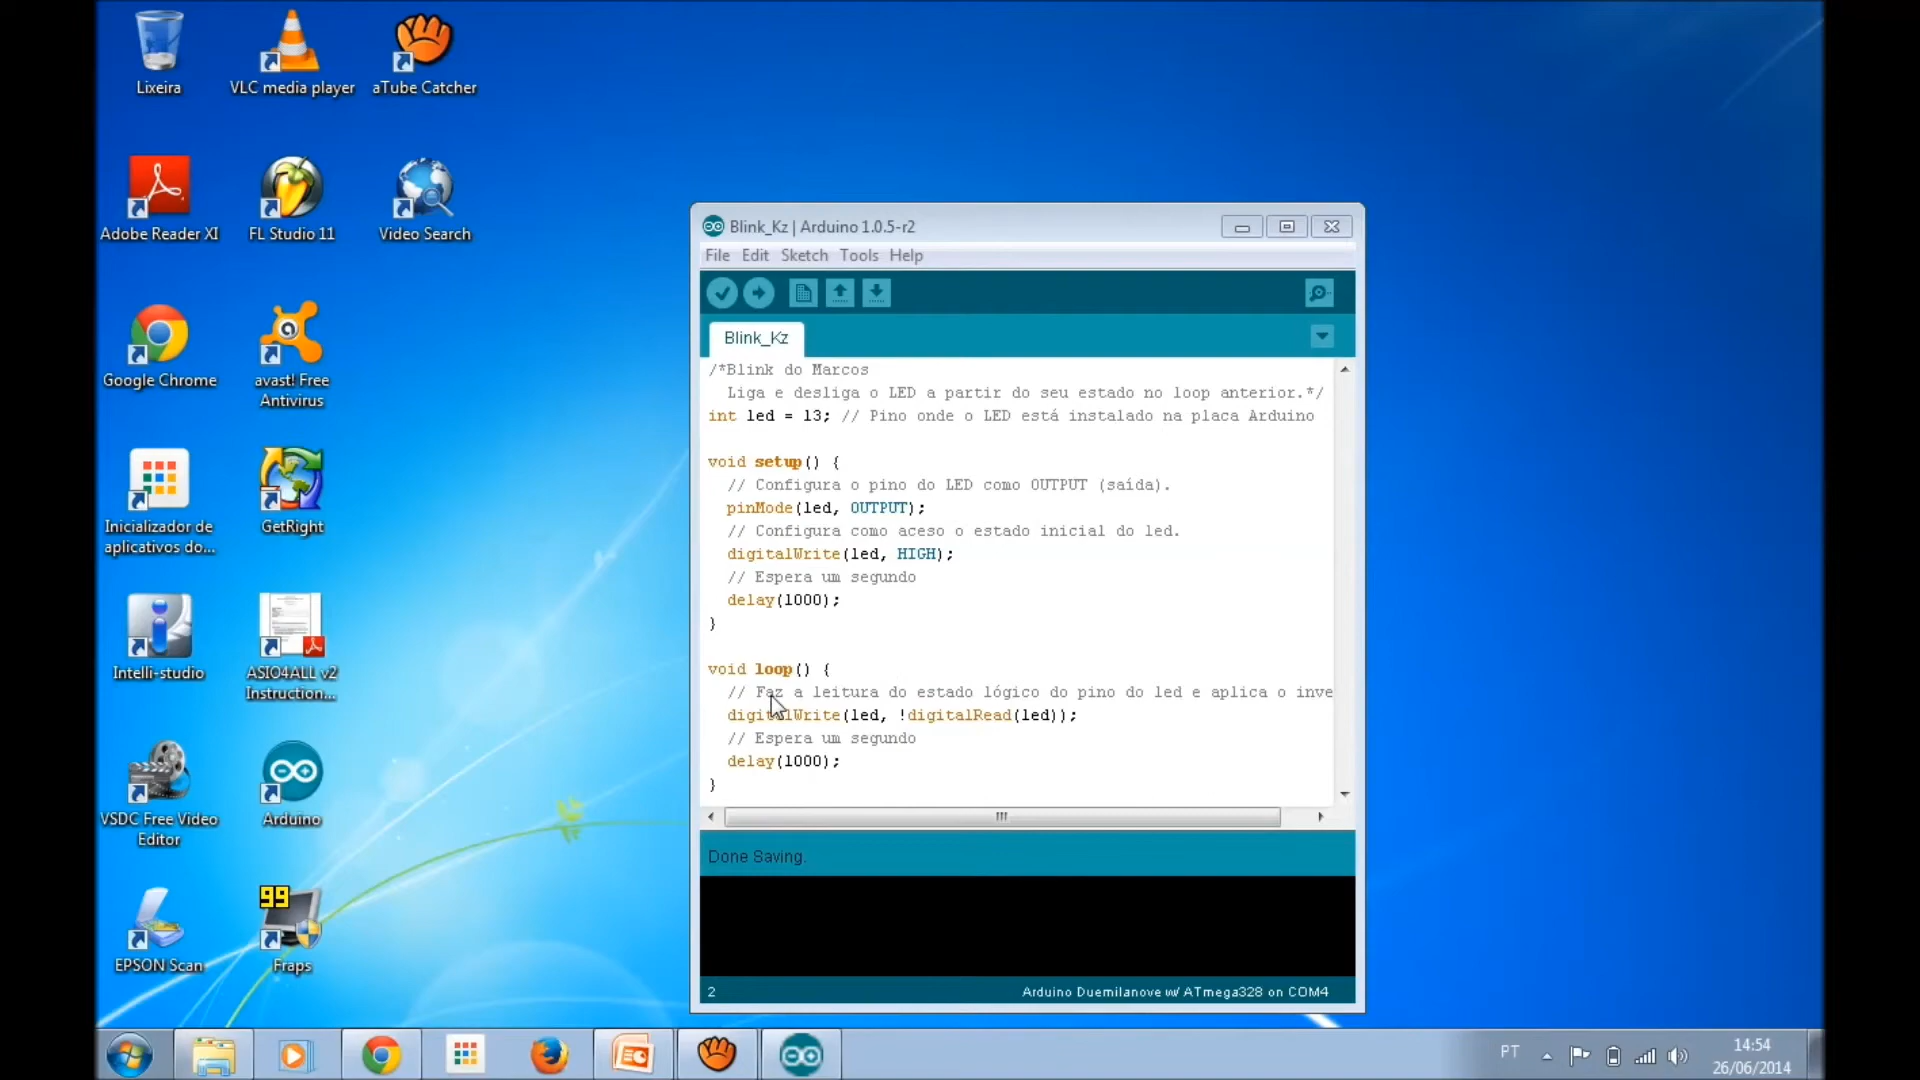 Lixeira
VLC media player
aTube Catcher
Adobe Reader XI
FL Studio 11
Video Search
Google Chrome
avast! Free
Antivirus
Inicializador de
aplicativos do...
GetRight
Intelli-studio
ASIO4ALL v2
Instruction...
VSDC Free Video
Editor
Arduino
99
EPSON Scan
Fraps
Blink_Kz | Arduino 1.0.5-r2
File Edit Sketch Tools Help
Blink_Kz
/*Blink do Marcos
Liga e desliga o LED a partir do seu estado no loop anterior.*/
int led = 13; // Pino onde o LED está instalado na placa Arduino
void setup() {
// Configura o pino do LED como OUTPUT (saída).
pinMode(led, OUTPUT);
// Configura como aceso o estado inicial do led.
digitalWrite(led, HIGH);
// Espera um segundo
delay(1000);
}
void loop() {
// Faz a leitura do estado lógico do pino do led e aplica o inve
digitalWrite(led, !digitalRead(led));
// Espera um segundo
delay(1000);
}
Done Saving.
2
Arduino Duemilanove w/ ATmega328 on COM4
PT
14:54
26/06/2014